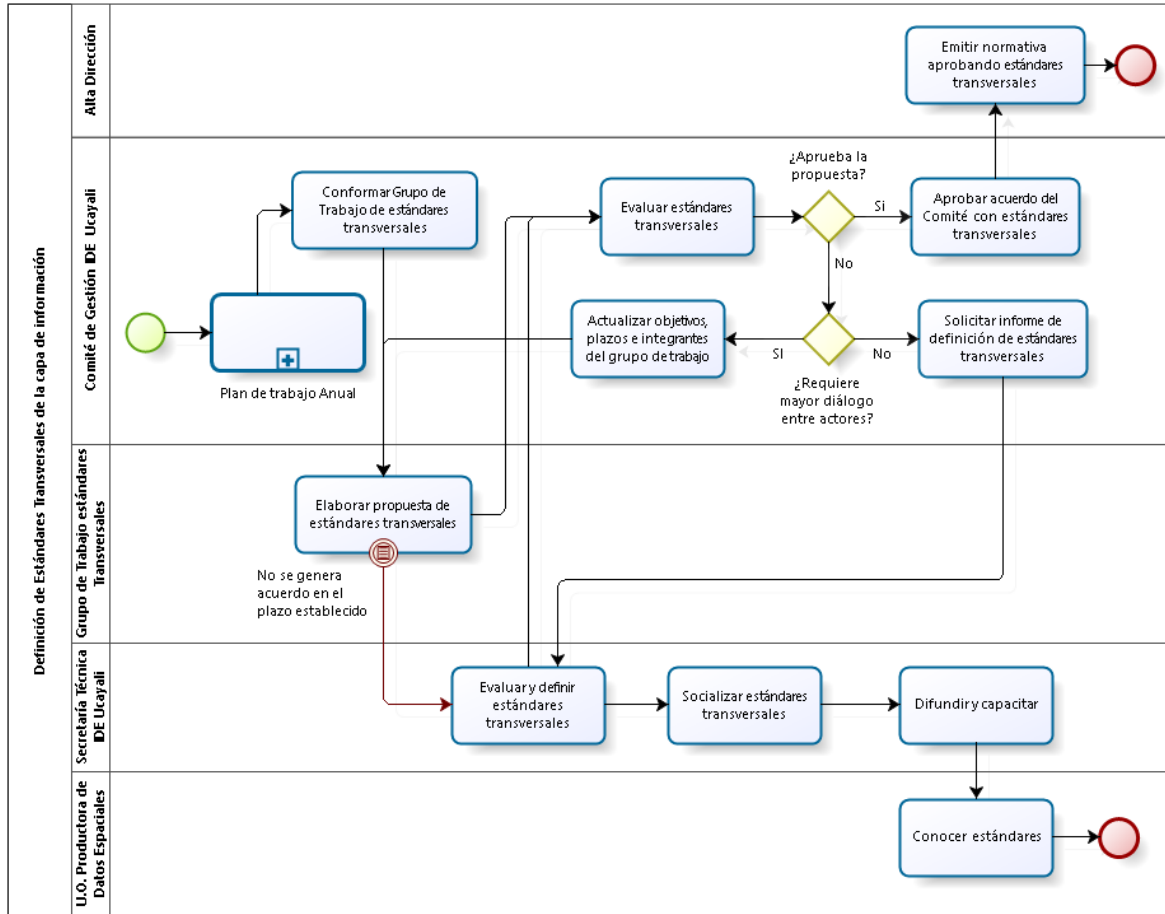 Definición de Estándares Transversales de la capa de información
Alta Dirección
Emitir normativa
aprobando estándares
transversales
Comité de Gestión IDE Ucayali
Conformar Grupo de
Trabajo de estándares
transversales
Plan de trabajo Anual
Evaluar estándares
transversales
¿Aprueba la
propuesta?
Si
Aprobar acuerdo del
Comité con estándares
transversales
No
Actualizar objetivos,
plazos e integrantes
del grupo de trabajo
SI
¿Requiere
mayor diálogo
entre actores?
No
Solicitar informe de
definición de estándares
transversales
Grupo de Trabajo estándares
Transversales
Elaborar propuesta de
estándares transversales
No se genera
acuerdo en el
plazo establecido
Secretaría Técnica
IDE Ucayali
Evaluar y definir
estándares
transversales
Socializar estándares
transversales
Difundir y capacitar
U.O. Productora de
Datos Espaciales
Conocer estándares